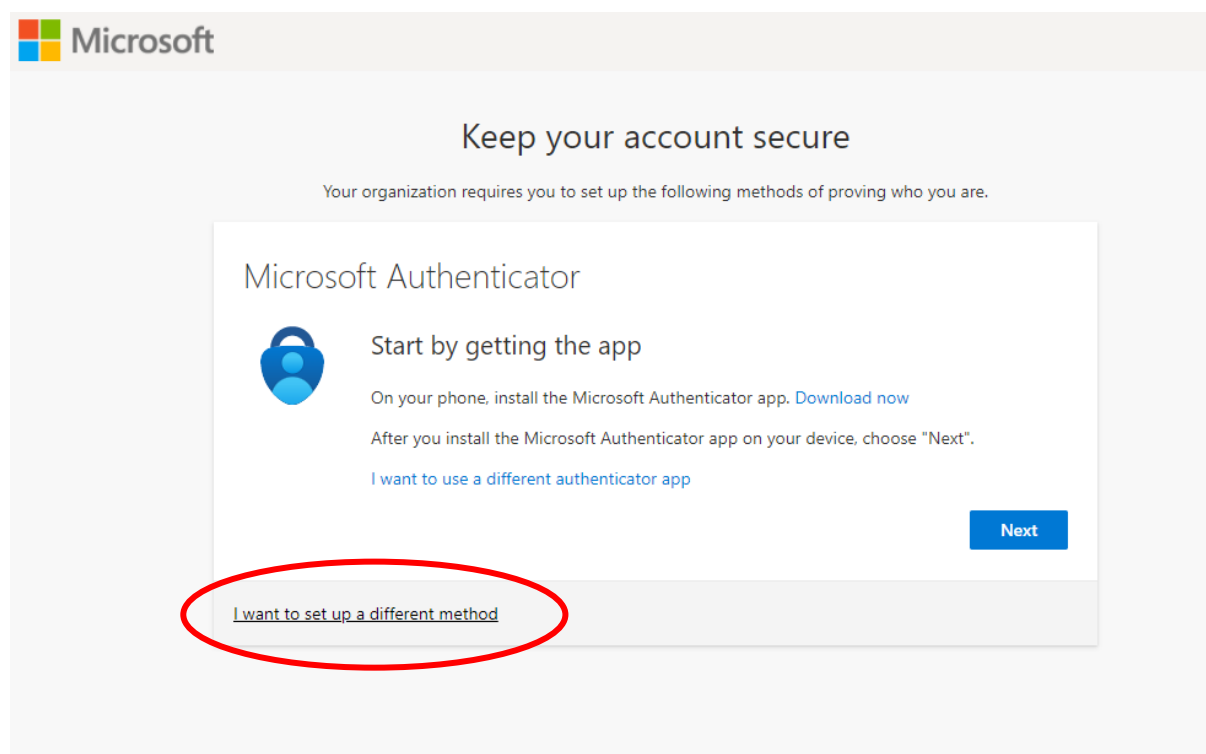 Microsoft
Keep your account secure
Your organization requires you to set up the following methods of proving who you are.
Microsoft Authenticator
Start by getting the app
On your phone, install the Microsoft Authenticator app. Download now
After you install the Microsoft Authenticator app on your device, choose "Next".
I want to use a different authenticator app
Next
I want to set up a different method